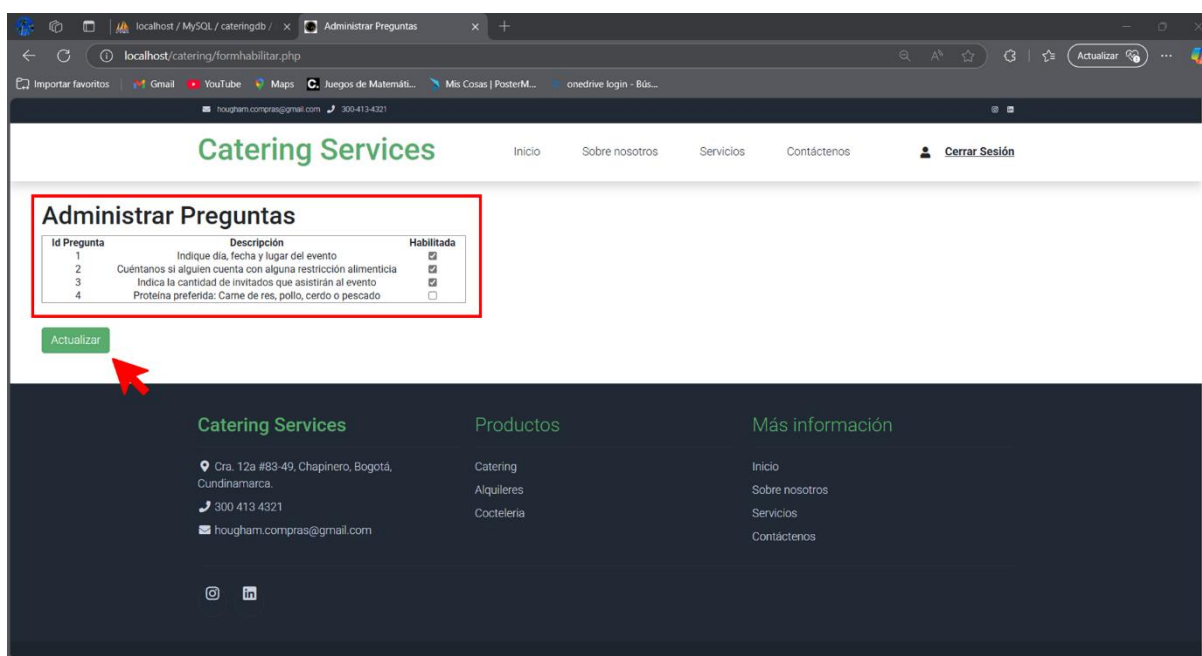 localhost / MySQL / cateringdb /
Administrar Preguntas
localhost/catering/formhabilitar.php
Actualizar
Importar favoritos
Gmail
YouTube
Maps
Juegos de Matemáti...
Mis Cosas | PosterM...
onedrive login - Bús...
hougham.compras@gmail.com 300-413-4321
Catering Services
Inicio
Sobre nosotros
Servicios
Contáctenos
Cerrar Sesión
Administrar Preguntas
Id Pregunta Descripción Habilitada
1 Indique día, fecha y lugar del evento
2 Cuéntanos si alguien cuenta con alguna restricción alimenticia
3 Indica la cantidad de invitados que asistirán al evento
4 Proteína preferida: Carne de res, pollo, cerdo o pescado
Actualizar
Catering Services
Cra. 12a #83-49, Chapinero, Bogotá,
Cundinamarca.
300 413 4321
hougham.compras@gmail.com
Productos
Catering
Alquileres
Cocteleria
Más información
Inicio
Sobre nosotros
Servicios
Contáctenos